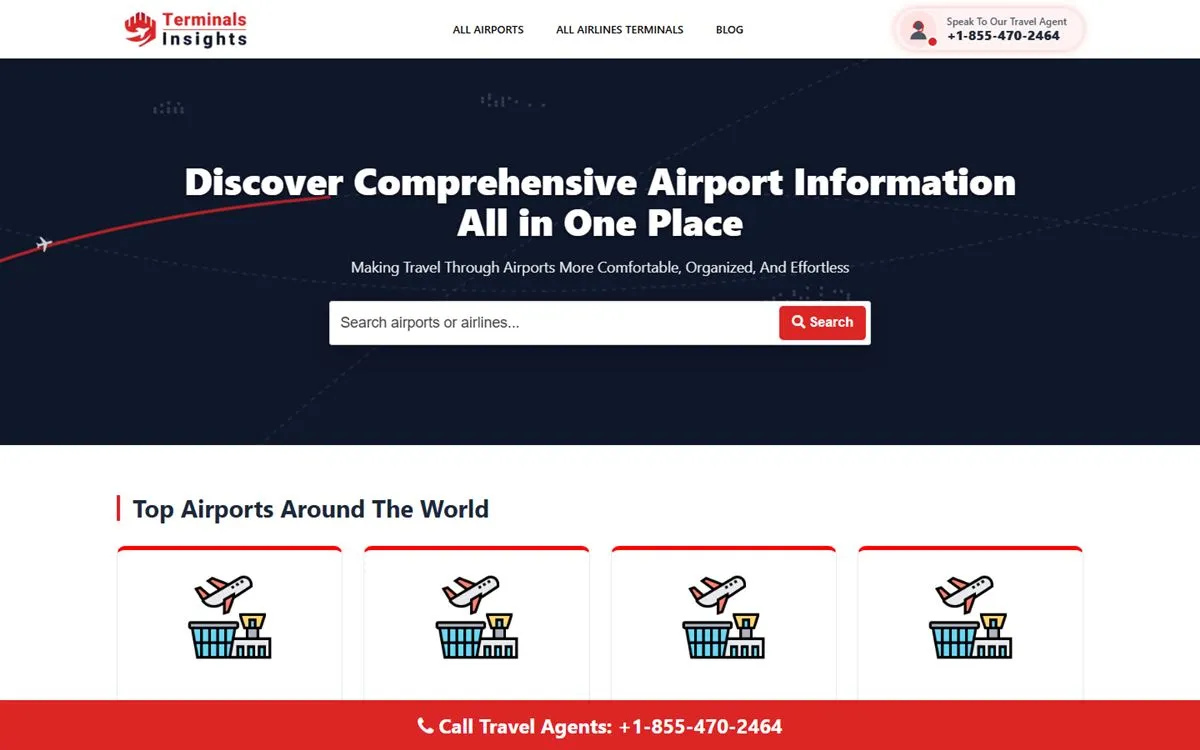 Terminals
Insights
ALL AIRPORTS
ALL AIRLINES TERMINALS
BLOG
Speak To Our Travel Agent
+1-855-470-2464
Discover Comprehensive Airport Information
All in One Place
Making Travel Through Airports More Comfortable, Organized, And Effortless
Search airports or airlines...
Search
Top Airports Around The World
Call Travel Agents: +1-855-470-2464